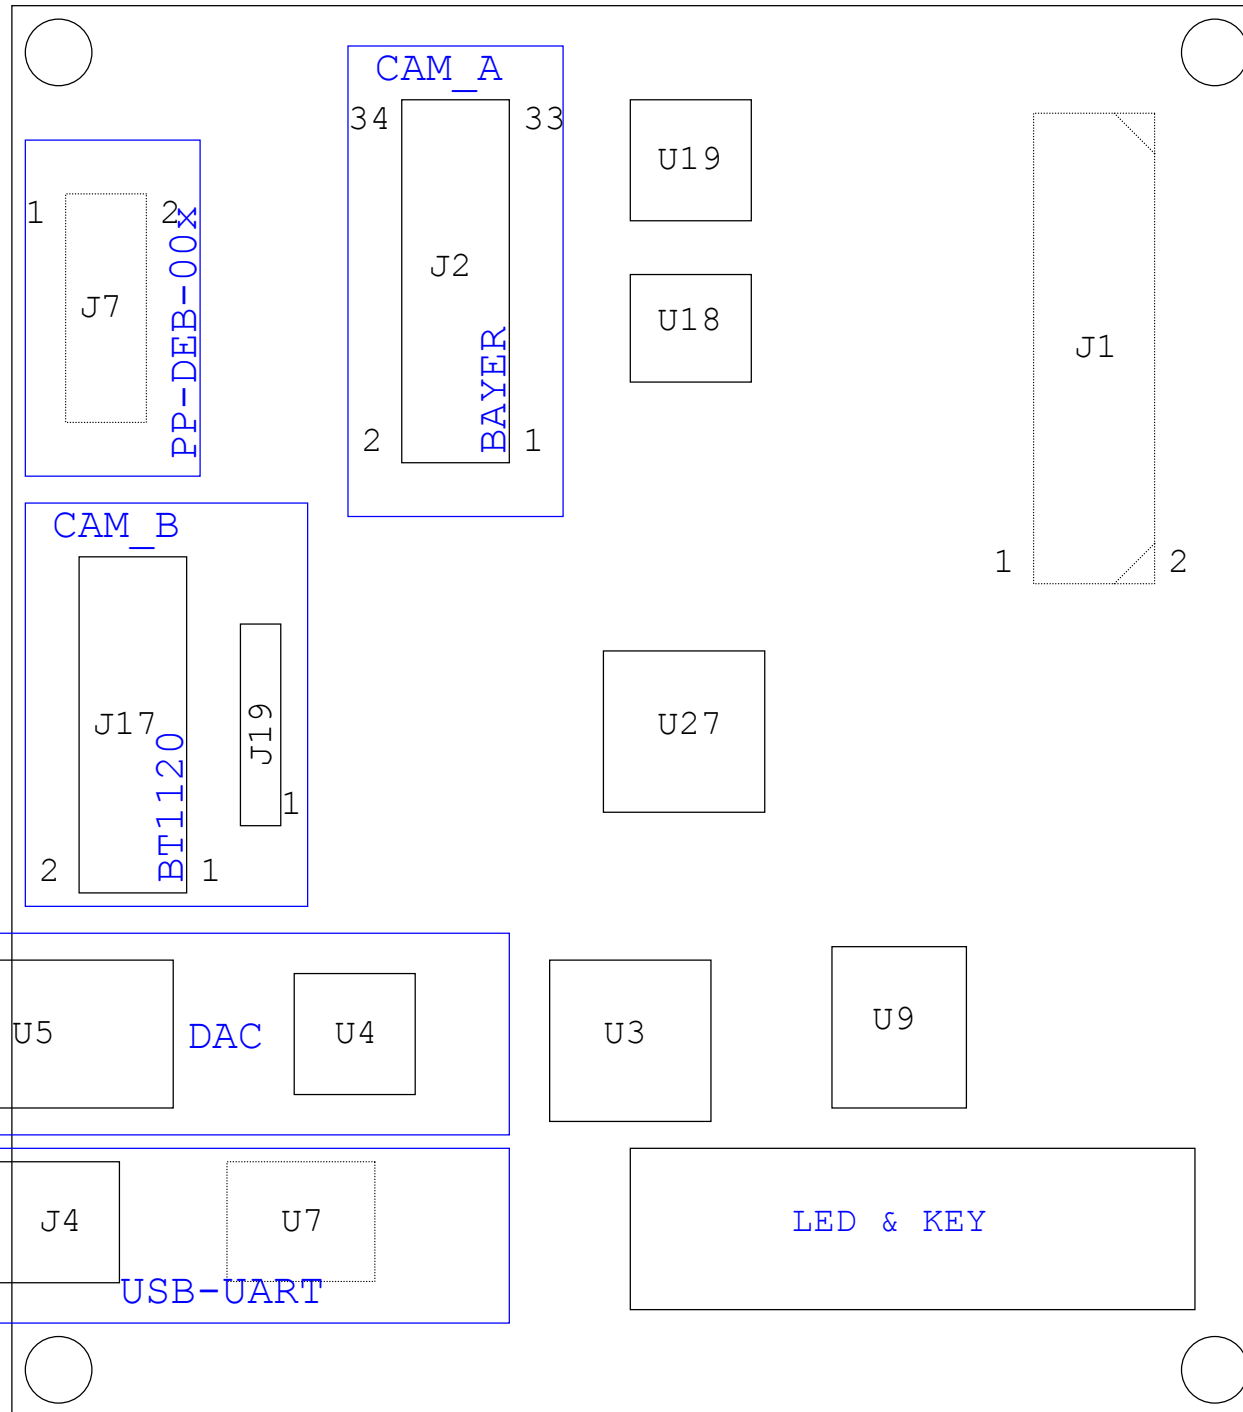 CAM_A
34
33
U19
1
2
PP-DEB-00x
J7
J2
BAYER
U18
J1
2
1
CAM_B
1
2
J17
BT1120
J19
1
U27
2
1
U5
DAC
U4
U3
U9
J4
U7
USB-UART
LED & KEY